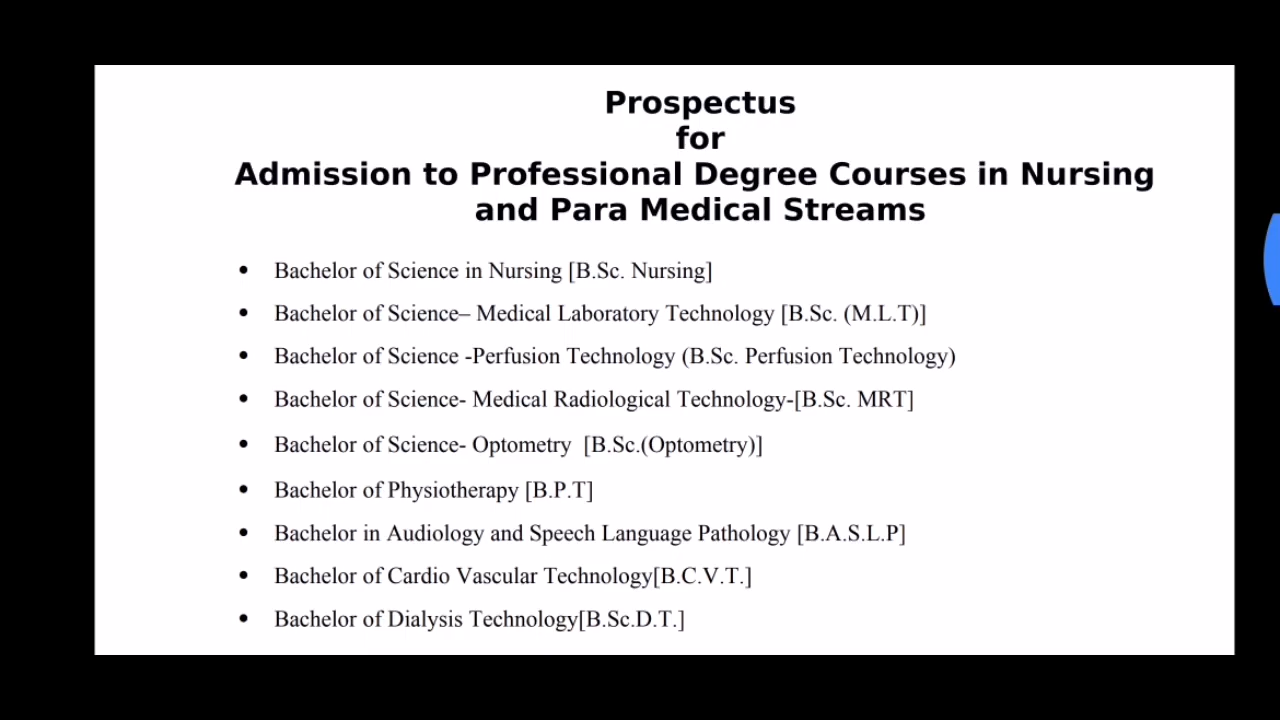 Prospectus
for
Admission to Professional Degree Courses in Nursing
and Para Medical Streams
• Bachelor of Science in Nursing [B.Sc. Nursing]
• Bachelor of Science– Medical Laboratory Technology [B.Sc. (M.L.T)]
• Bachelor of Science -Perfusion Technology (B.Sc. Perfusion Technology)
• Bachelor of Science- Medical Radiological Technology-[B.Sc. MRT]
• Bachelor of Science- Optometry  [B.Sc.(Optometry)]
• Bachelor of Physiotherapy [B.P.T]
• Bachelor in Audiology and Speech Language Pathology [B.A.S.L.P]
• Bachelor of Cardio Vascular Technology[B.C.V.T.]
• Bachelor of Dialysis Technology[B.Sc.D.T.]